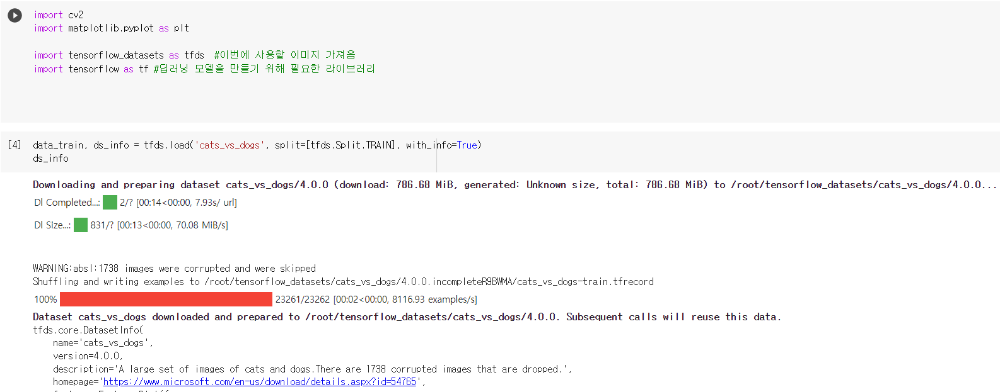 import cv2
import matplotlib.pyplot as plt
import tensorflow_datasets as tfds  #이번에 사용할 이미지 가져옴
import tensorflow as tf #딥러닝 모델을 만들기 위해 필요한 라이브러리
[4] data_train, ds_info = tfds.load('cats_vs_dogs', split=[tfds.Split.TRAIN], with_info=True)
ds_info
Downloading and preparing dataset cats_vs_dogs/4.0.0 (download: 786.68 MiB, generated: Unknown size, total: 786.68 MiB) to /root/tensorflow_datasets/cats_vs_dogs/4.0.0...
Dl Completed...: 2/? [00:14<00:00, 7.93s/ url]
Dl Size...: 831/? [00:13<00:00, 70.08 MiB/s]
WARNING:absl:1738 images were corrupted and were skipped
Shuffling and writing examples to /root/tensorflow_datasets/cats_vs_dogs/4.0.0.incompleteR9BWMA/cats_vs_dogs-train.tfrecord
100% 23261/23262 [00:02<00:00, 8116.93 examples/s]
Dataset cats_vs_dogs downloaded and prepared to /root/tensorflow_datasets/cats_vs_dogs/4.0.0. Subsequent calls will reuse this data.
tfds.core.DatasetInfo(
    name='cats_vs_dogs',
    version=4.0.0,
    description='A large set of images of cats and dogs.There are 1738 corrupted images that are dropped.',
    homepage='https://www.microsoft.com/en-us/download/details.aspx?id=54765',